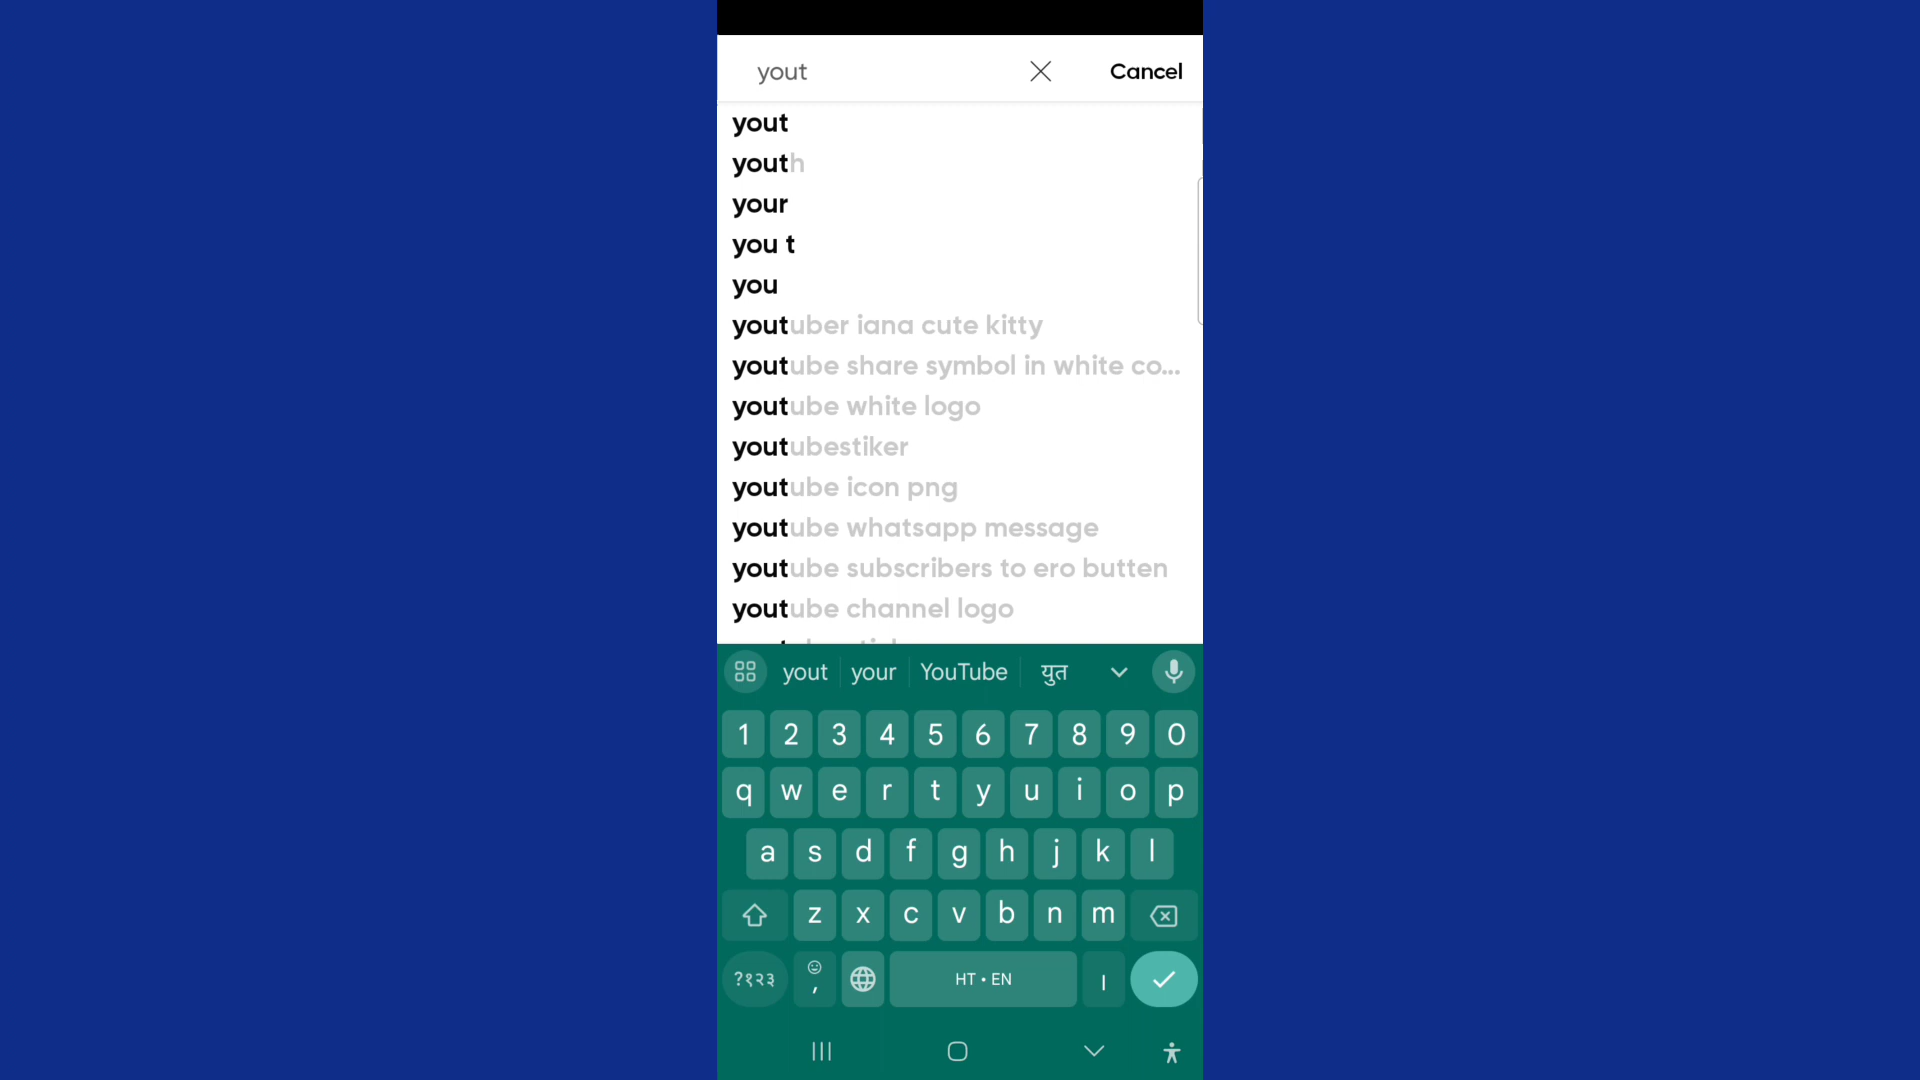 yout
Cancel
yout
youth
your
you t
you
youtuber iana cute kitty
youtube share symbol in white co...
youtube white logo
youtubestiker
youtube icon png
youtube whatsapp message
youtube subscribers to ero butten
youtube channel logo
yout your YouTube युत
1 2 3 4 5 6 7 8 9 0
q w e r t y u i o p
a s d f g h j k l
z x c v b n m
?१२३ , HT • EN ।